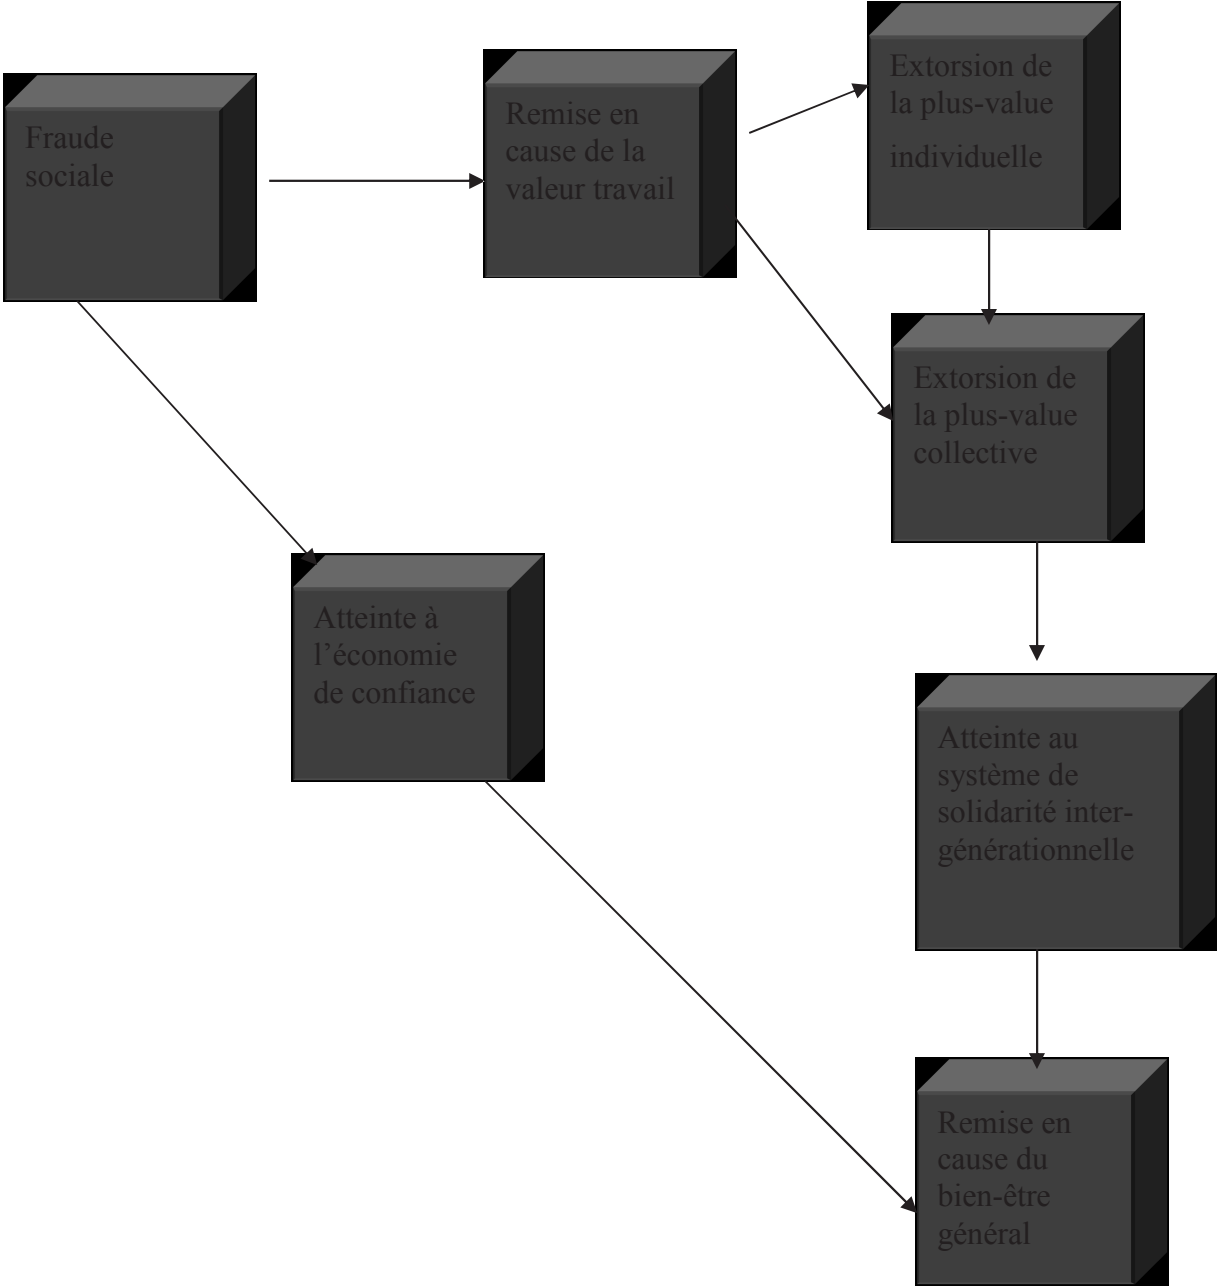 Fraude
sociale
Remise en
cause de la
valeur travail
Extorsion de
la plus-value
individuelle
Extorsion de
la plus-value
collective
Atteinte à
l’économie
de confiance
Atteinte au
système de
solidarité inter-
générationnelle
Remise en
cause du
bien-être
général